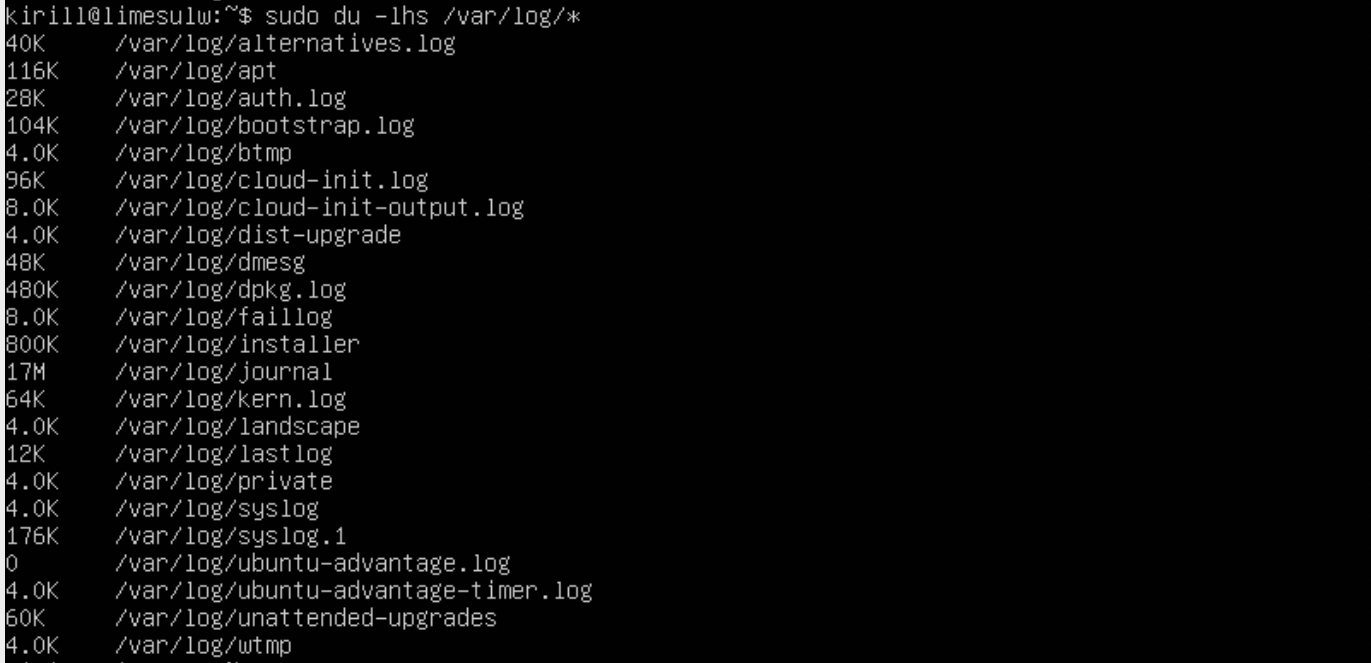 kirill@limesulw:~$ sudo du -lhs /var/log/*
40K /var/log/alternatives.log
116K /var/log/apt
28K /var/log/auth.log
104K /var/log/bootstrap.log
4.0K /var/log/btmp
96K /var/log/cloud-init.log
8.0K /var/log/cloud-init-output.log
4.0K /var/log/dist-upgrade
48K /var/log/dmesg
480K /var/log/dpkg.log
8.0K /var/log/faillog
800K /var/log/installer
17M /var/log/journal
64K /var/log/kern.log
4.0K /var/log/landscape
12K /var/log/lastlog
4.0K /var/log/private
4.0K /var/log/syslog
176K /var/log/syslog.1
0 /var/log/ubuntu-advantage.log
4.0K /var/log/ubuntu-advantage-timer.log
60K /var/log/unattended-upgrades
4.0K /var/log/wtmp